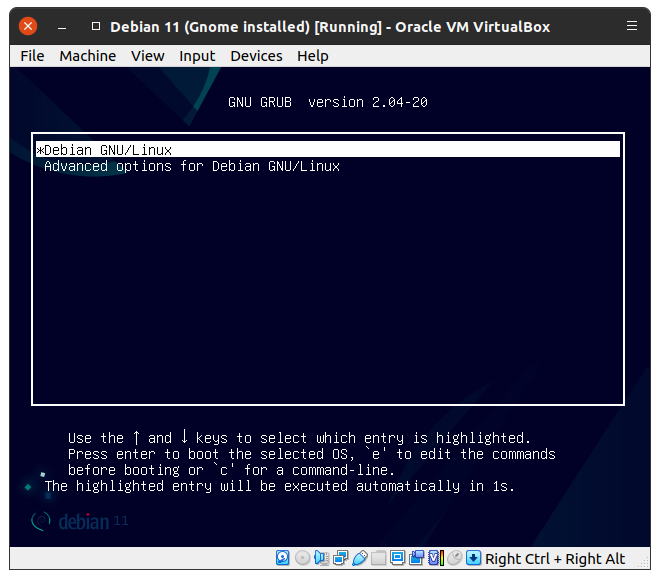 Debian 11 (Gnome installed) [Running] - Oracle VM VirtualBox
File Machine View Input Devices Help
GNU GRUB version 2.04-20
*Debian GNU/Linux
Advanced options for Debian GNU/Linux
Use the ↑ and ↓ keys to select which entry is highlighted.
Press enter to boot the selected OS, `e' to edit the commands
before booting or `c' for a command-line.
The highlighted entry will be executed automatically in 1s.
debian 11
Right Ctrl + Right Alt